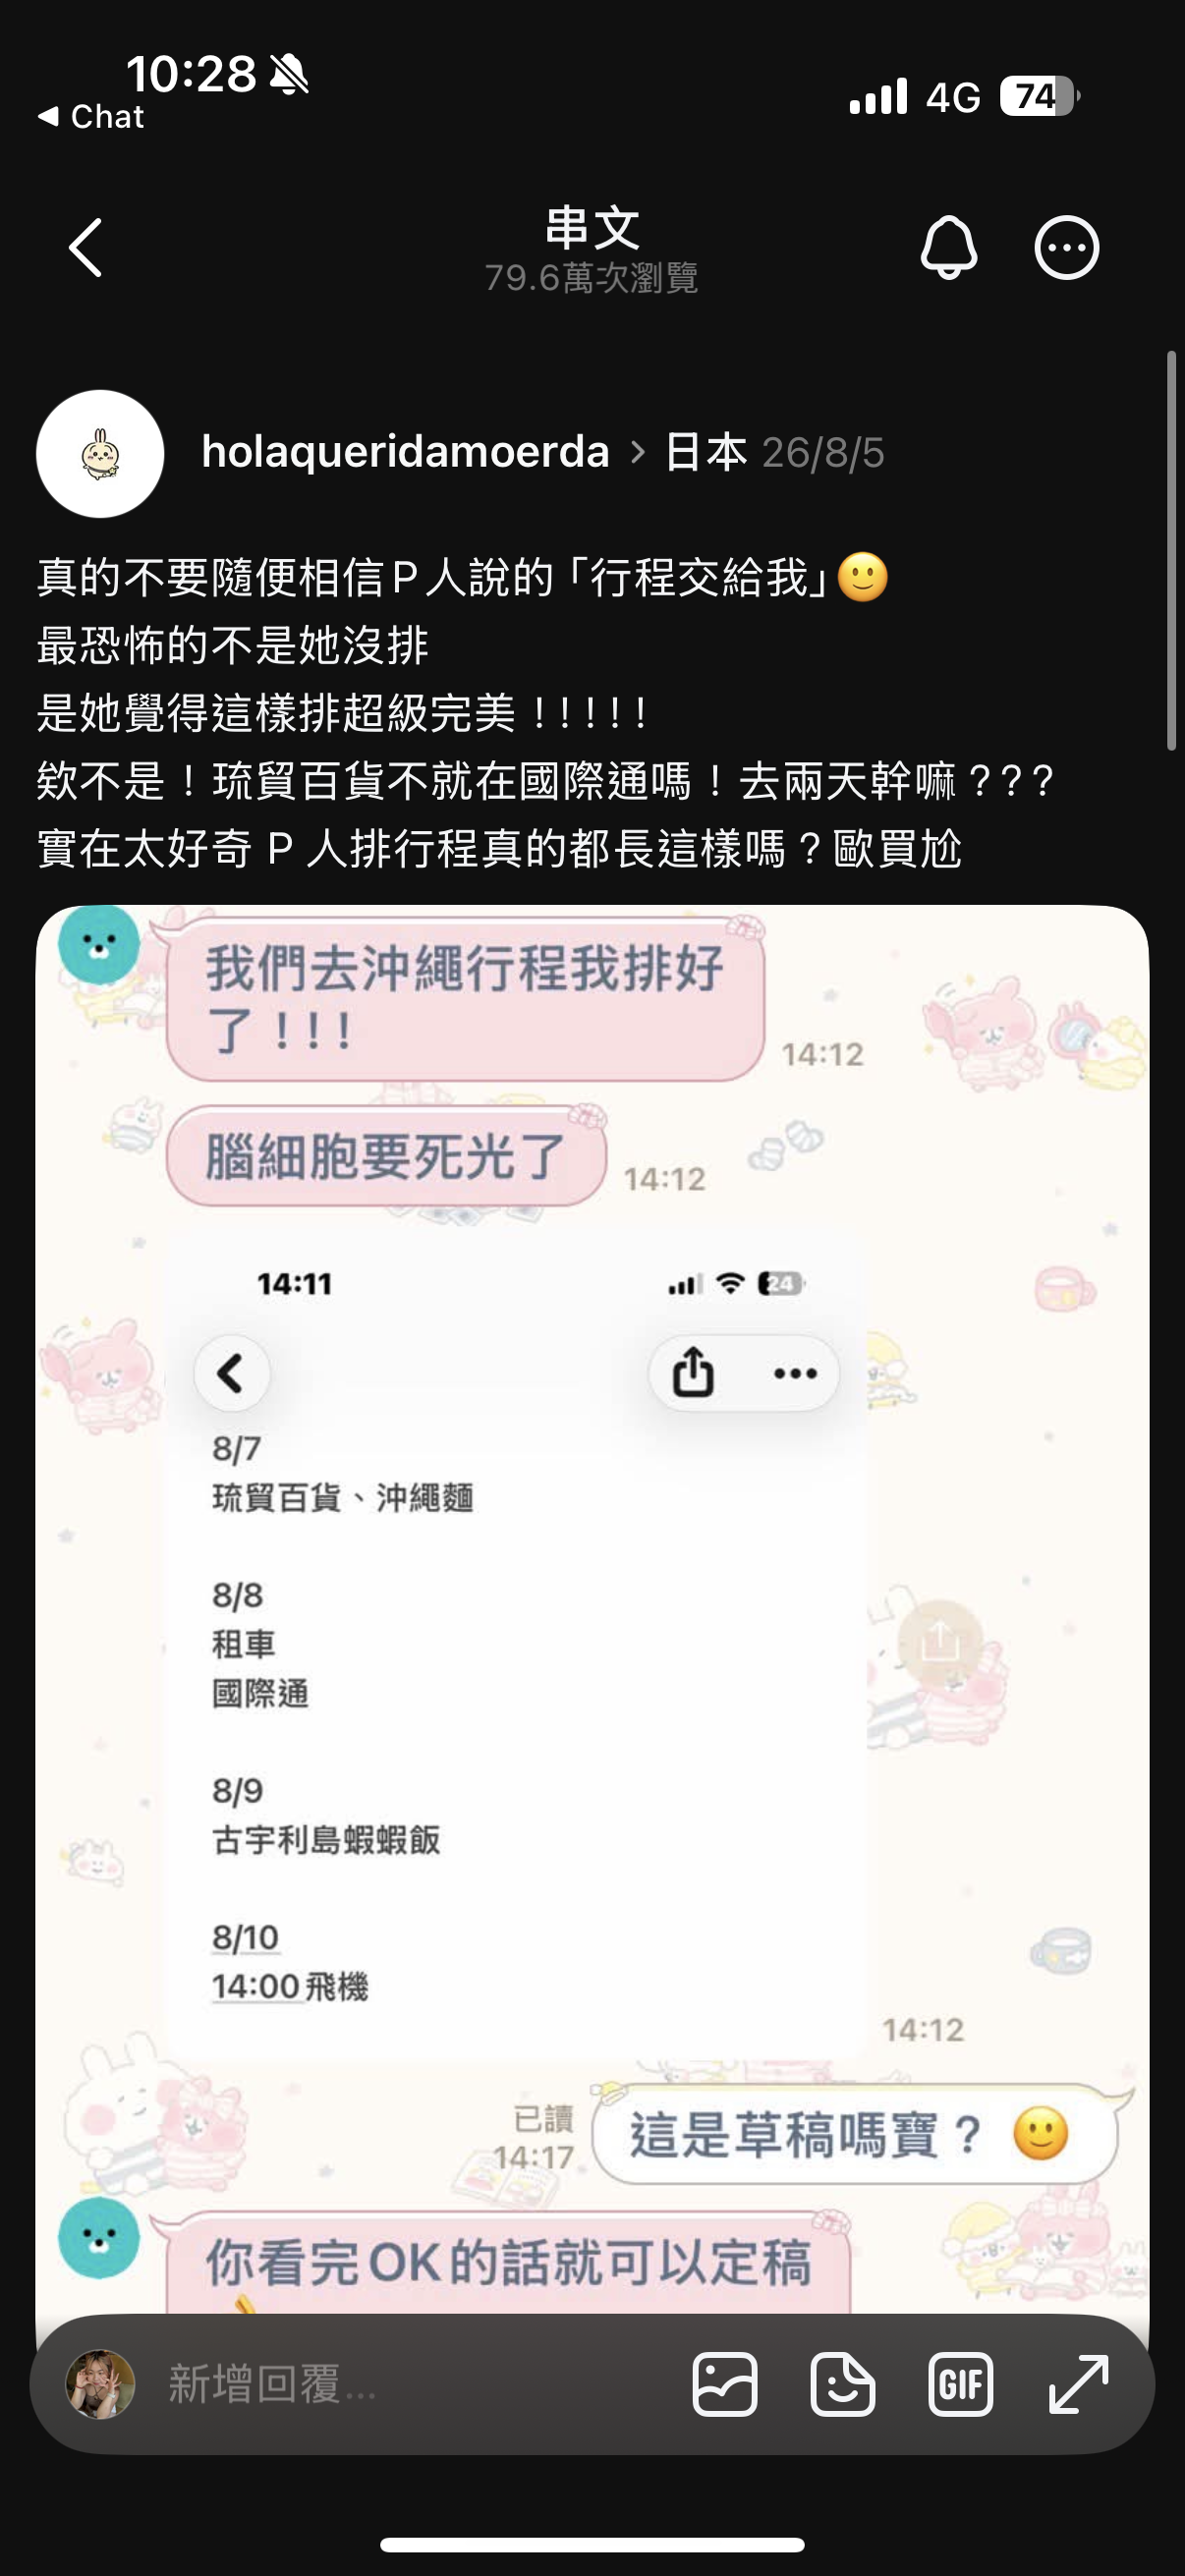 10:28
Chat
4G
74
串文
79.6萬次瀏覽
holaqueridamoerda > 日本 26/8/5
真的不要隨便相信P人說的「行程交給我」🙂
最恐怖的不是她沒排
是她覺得這樣排超級完美！!!!!
欸不是！琉貿百貨不就在國際通嗎！去兩天幹嘛???
實在太好奇 P 人排行程真的都長這樣嗎？歐買尬
我們去沖繩行程我排好
了！!!
14:12
腦細胞要死光了
14:12
14:11
24
8/7
琉貿百貨、沖繩麵
8/8
租車
國際通
8/9
古宇利島蝦蝦飯
8/10
14:00飛機
14:12
已讀
14:17
這是草稿嗎寶？ 🙂
你看完OK的話就可以定稿
新增回覆...
GIF